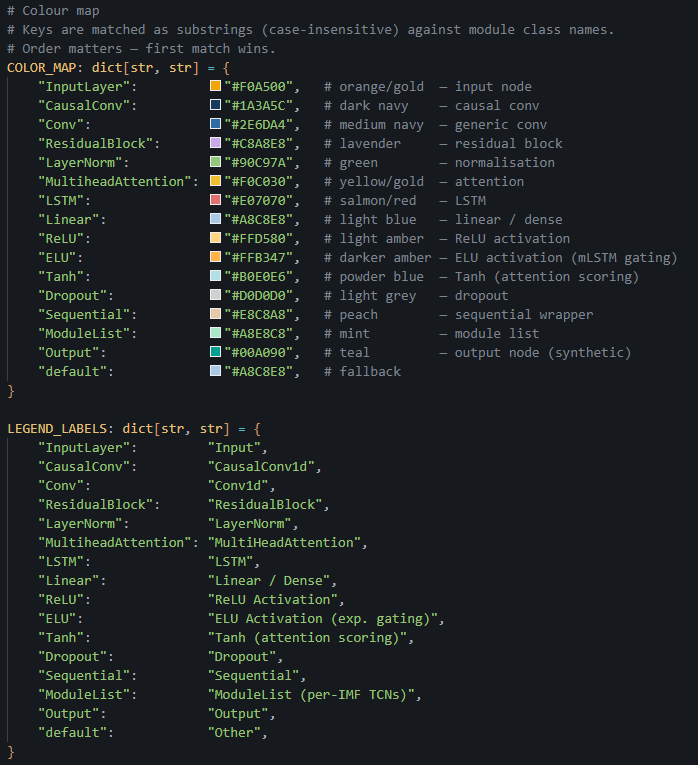 # Colour map
# Keys are matched as substrings (case-insensitive) against module class names.
# Order matters — first match wins.
COLOR_MAP: dict[str, str] = {
    "InputLayer":         "#F0A500",   # orange/gold  — input node
    "CausalConv":         "#1A3A5C",   # dark navy    — causal conv
    "Conv":               "#2E6DA4",   # medium navy  — generic conv
    "ResidualBlock":      "#C8A8E8",   # lavender     — residual block
    "LayerNorm":          "#90C97A",   # green        — normalisation
    "MultiheadAttention": "#F0C030",   # yellow/gold  — attention
    "LSTM":               "#E07070",   # salmon/red   — LSTM
    "Linear":             "#A8C8E8",   # light blue   — linear / dense
    "ReLU":               "#FFD580",   # light amber  — ReLU activation
    "ELU":                "#FFB347",   # darker amber — ELU activation (mLSTM gating)
    "Tanh":               "#B0E0E6",   # powder blue  — Tanh (attention scoring)
    "Dropout":            "#D0D0D0",   # light grey   — dropout
    "Sequential":         "#E8C8A8",   # peach        — sequential wrapper
    "ModuleList":         "#A8E8C8",   # mint         — module list
    "Output":             "#00A090",   # teal         — output node (synthetic)
    "default":            "#A8C8E8",   # fallback
}
LEGEND_LABELS: dict[str, str] = {
    "InputLayer":         "Input",
    "CausalConv":         "CausalConv1d",
    "Conv":               "Conv1d",
    "ResidualBlock":      "ResidualBlock",
    "LayerNorm":          "LayerNorm",
    "MultiheadAttention": "MultiHeadAttention",
    "LSTM":               "LSTM",
    "Linear":             "Linear / Dense",
    "ReLU":               "ReLU Activation",
    "ELU":                "ELU Activation (exp. gating)",
    "Tanh":               "Tanh (attention scoring)",
    "Dropout":            "Dropout",
    "Sequential":         "Sequential",
    "ModuleList":         "ModuleList (per-IMF TCNs)",
    "Output":             "Output",
    "default":            "Other",
}